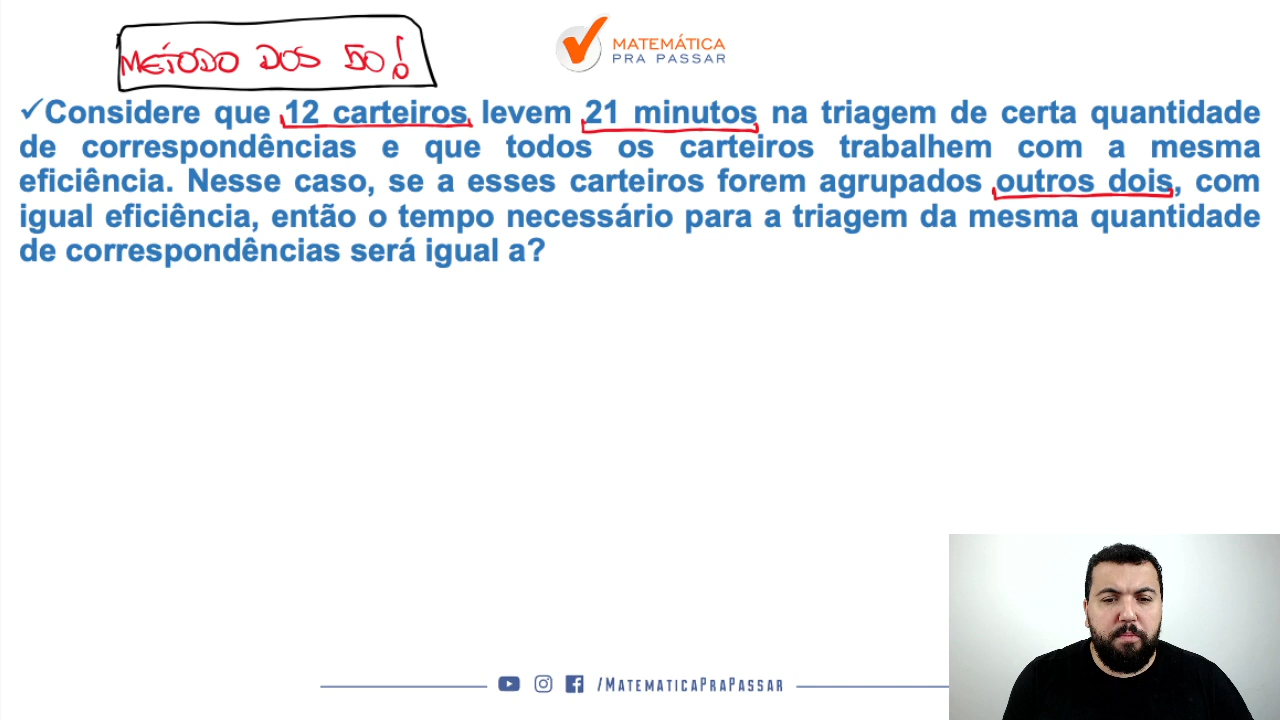 MÉTODO DOS 50!
MATEMÁTICA
PRA PASSAR
✓Considere que 12 carteiros levem 21 minutos na triagem de certa quantidade
de correspondências e que todos os carteiros trabalhem com a mesma
eficiência. Nesse caso, se a esses carteiros forem agrupados outros dois, com
igual eficiência, então o tempo necessário para a triagem da mesma quantidade
de correspondências será igual a?
/MATEMATICAPRAPASSAR